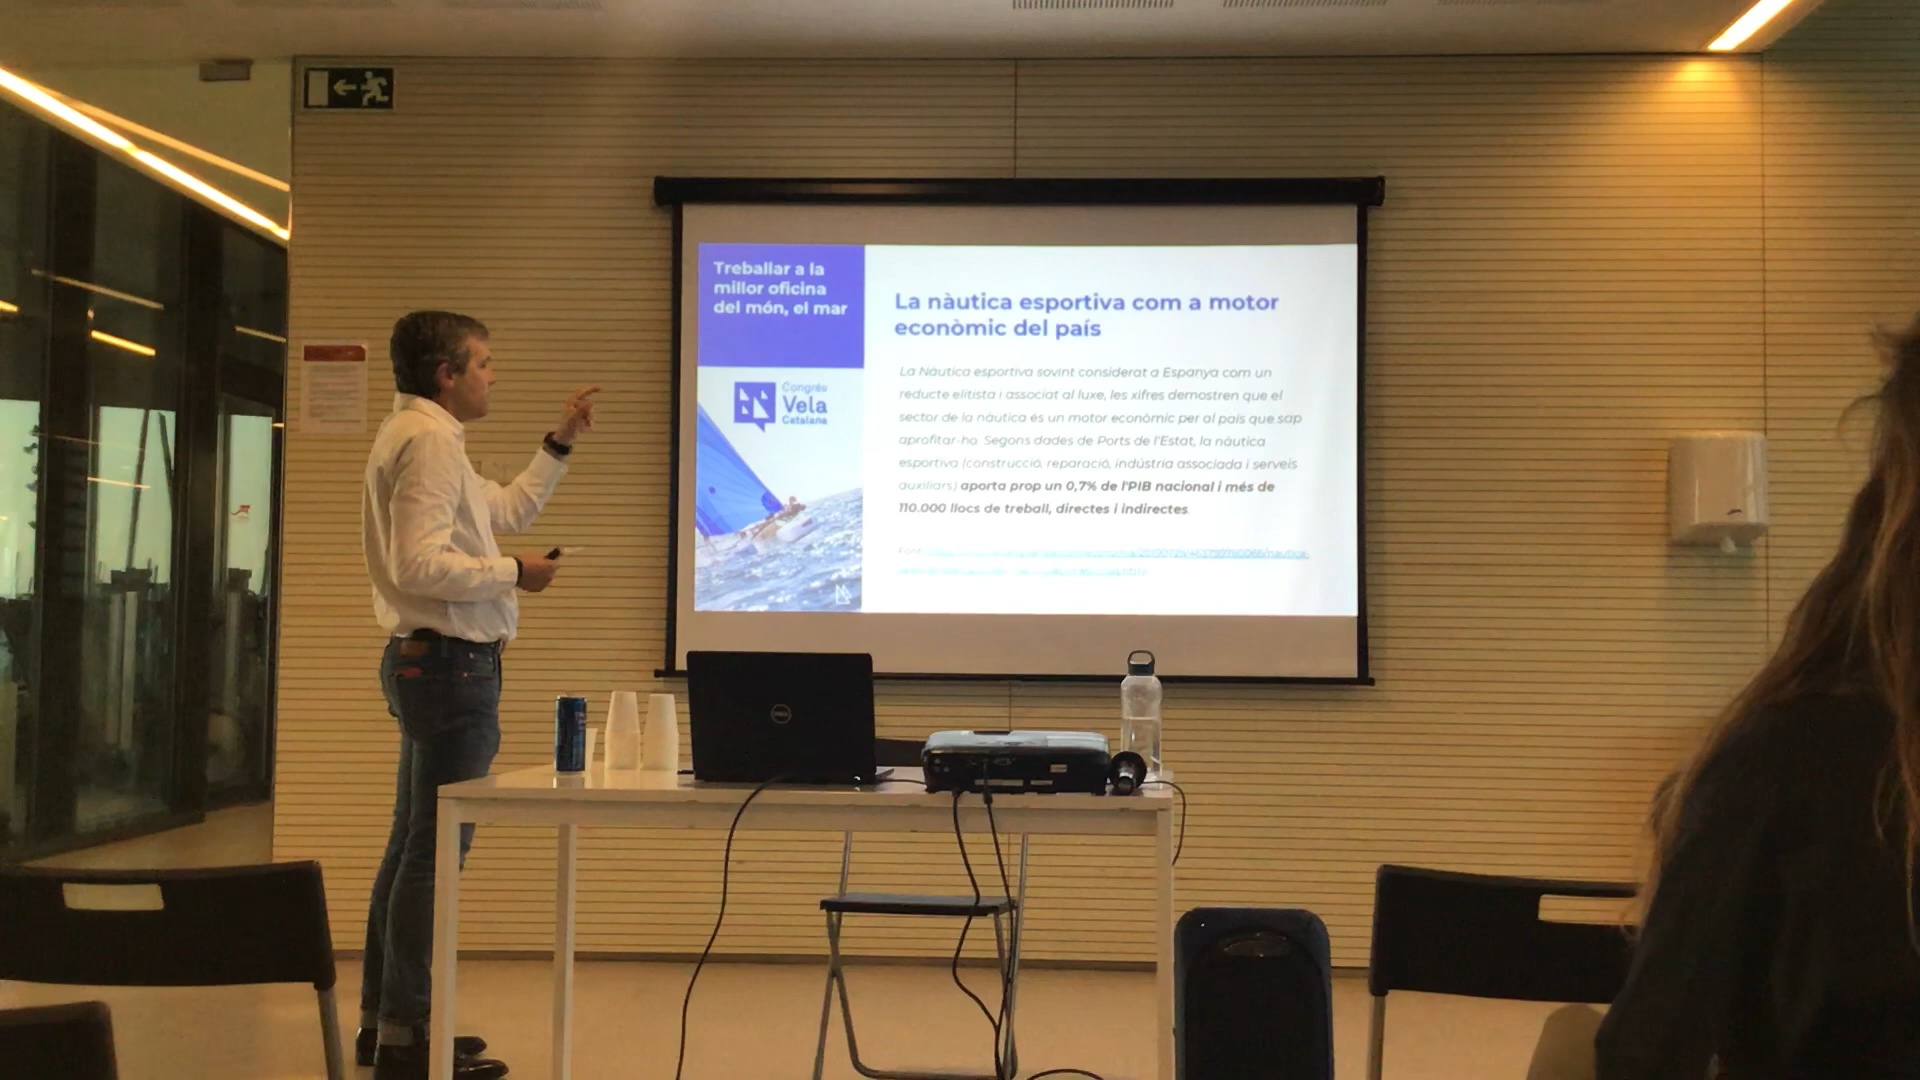 Treballar a la
millor oficina
del món, el mar
Congrés
Vela
Catalana
La nàutica esportiva com a motor
econòmic del país
La Nàutica esportiva sovint considerat a Espanya com un
reducte elitista i associat al luxe, les xifres demostren que el
sector de la nàutica és un motor econòmic per al país que sap
aprofitar-ho. Segons dades de Ports de l'Estat, la nàutica
esportiva (construcció, reparació, indústria associada i serveis
auxiliars) aporta prop un 0,7% de l'PIB nacional i més de
110.000 llocs de treball, directes i indirectes.
Font:
DELL